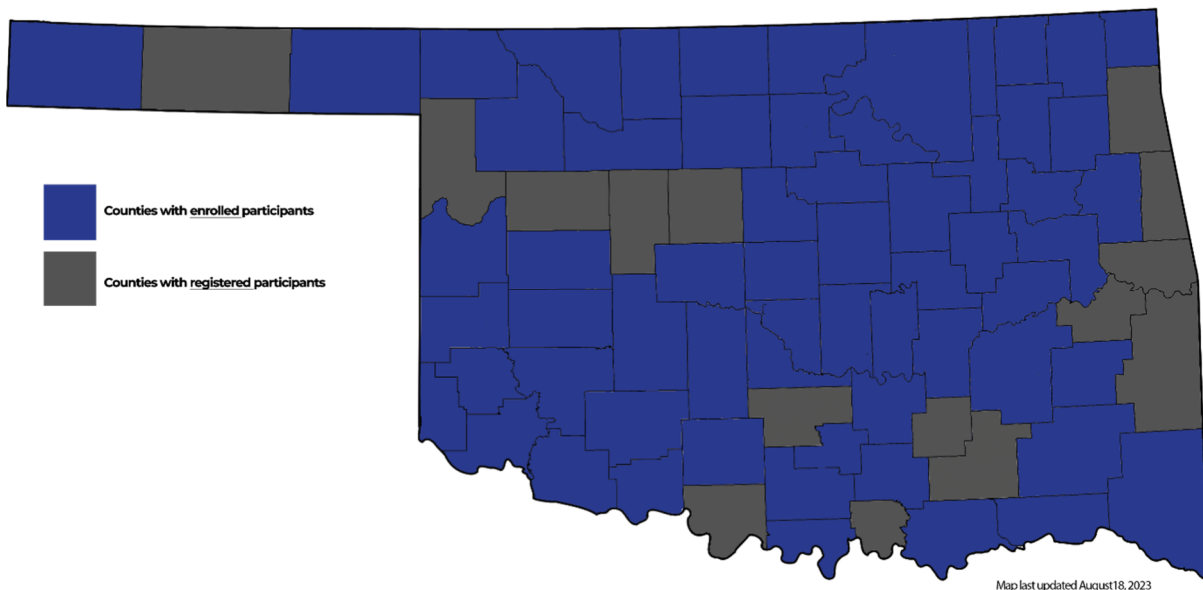 Counties with enrolled participants
Counties with registered participants
Map last updated August18, 2023